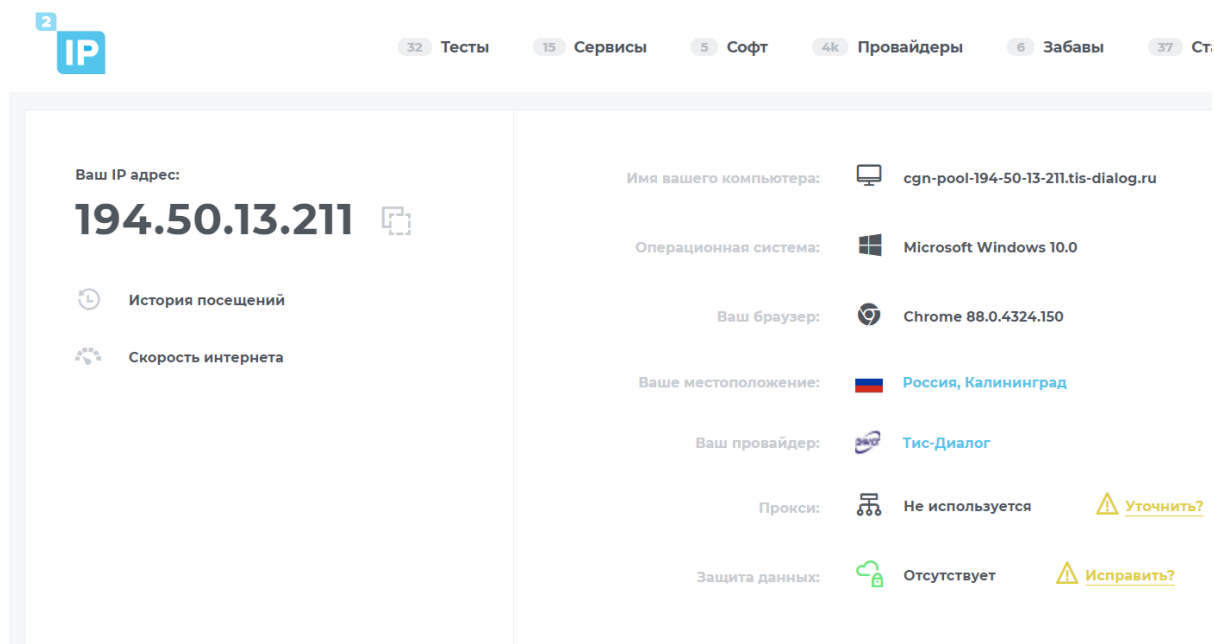 2
IP
32 Тесты 15 Сервисы 5 Софт 4k Провайдеры 6 Забавы 37
Ваш IP адрес:
194.50.13.211
История посещений
Скорость интернета
Имя вашего компьютера: cgn-pool-194-50-13-211.tis-dialog.ru
Операционная система: Microsoft Windows 10.0
Ваш браузер: Chrome 88.0.4324.150
Ваше местоположение: Россия, Калининград
Ваш провайдер: Тис-Диалог
Прокси: Не используется Уточнить?
Защита данных: Отсутствует Исправить?